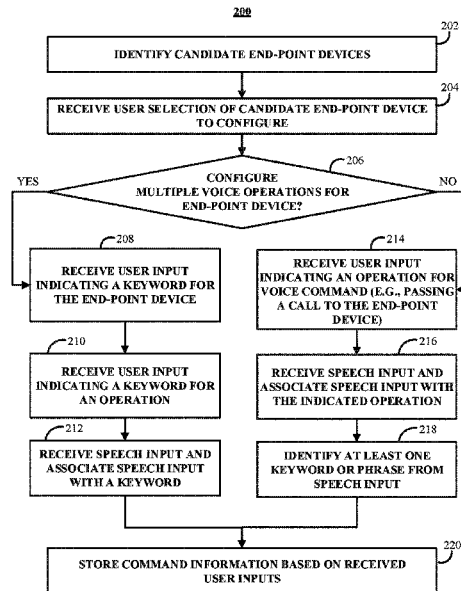 200
202
IDENTIFY CANDIDATE END-POINT DEVICES
204
RECEIVE USER SELECTION OF CANDIDATE END-POINT DEVICE
TO CONFIGURE
206
YES
CONFIGURE
MULTIPLE VOICE OPERATIONS FOR
END-POINT DEVICE?
NO
208
RECEIVE USER INPUT
INDICATING A KEYWORD FOR
THE END-POINT DEVICE
210
RECEIVE USER INPUT
INDICATING A KEYWORD FOR
AN OPERATION
212
RECEIVE SPEECH INPUT AND
ASSOCIATE SPEECH INPUT
WITH A KEYWORD
214
RECEIVE USER INPUT
INDICATING AN OPERATION FOR
VOICE COMMAND (E.G., PASSING
A CALL TO THE END-POINT
DEVICE)
216
RECEIVE SPEECH INPUT AND
ASSOCIATE SPEECH INPUT WITH
THE INDICATED OPERATION
218
IDENTIFY AT LEAST ONE
KEYWORD OR PHRASE FROM
SPEECH INPUT
220
STORE COMMAND INFORMATION BASED ON RECEIVED
USER INPUTS